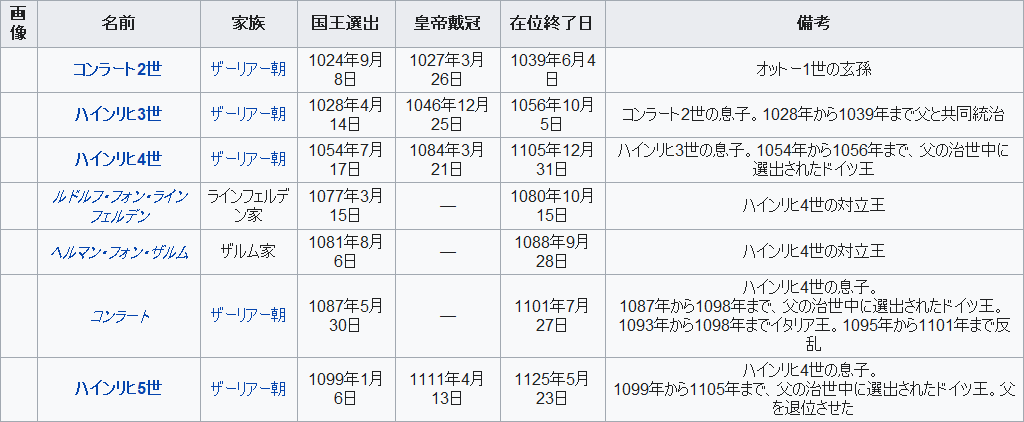 画像 名前 家族 国王選出 皇帝戴冠 在位終了日 備考
コンラート2世 ザーリアー朝 1024年9月8日 1027年3月26日 1039年6月4日 オットー1世の玄孫
ハインリヒ3世 ザーリアー朝 1028年4月14日 1046年12月25日 1056年10月5日 コンラート2世の息子。1028年から1039年まで父と共同統治
ハインリヒ4世 ザーリアー朝 1054年7月17日 1084年3月21日 1105年12月31日 ハインリヒ3世の息子。1054年から1056年まで、父の治世中に選出されたドイツ王
ルドルフ・フォン・ラインフェルデン ラインフェルデン家 1077年3月15日 — 1080年10月15日 ハインリヒ4世の対立王
ヘルマン・フォン・ザルム ザルム家 1081年8月6日 — 1088年9月28日 ハインリヒ4世の対立王
コンラート ザーリアー朝 1087年5月30日 — 1101年7月27日 ハインリヒ4世の息子。
1087年から1098年まで、父の治世中に選出されたドイツ王。
1093年から1098年までイタリア王。1095年から1101年まで反乱
ハインリヒ5世 ザーリアー朝 1099年1月6日 1111年4月13日 1125年5月23日 ハインリヒ4世の息子。
1099年から1105年まで、父の治世中に選出されたドイツ王。父を退位させた